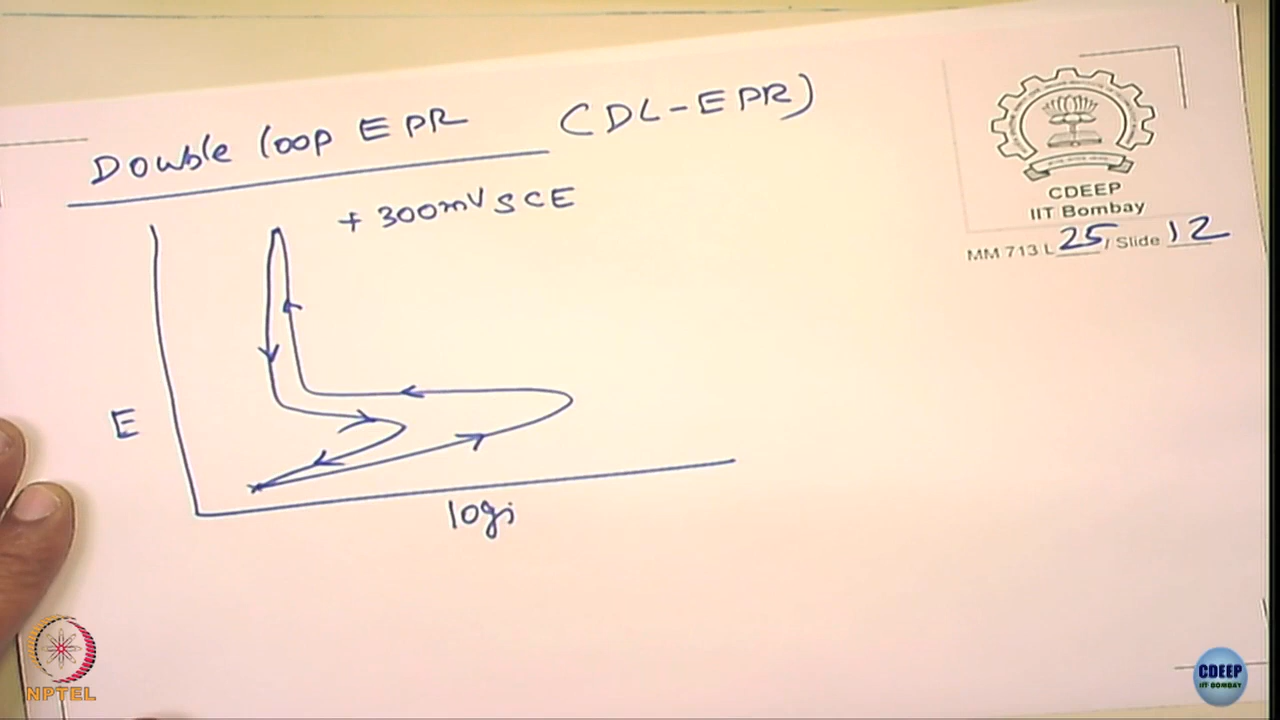 Double loop EPR (DL-EPR)
+ 300mV SCE
E
log i
CDEEP
IIT Bombay
MM 713 L 25 / Slide 12
NPTEL
CDEEP
IIT BOMBAY